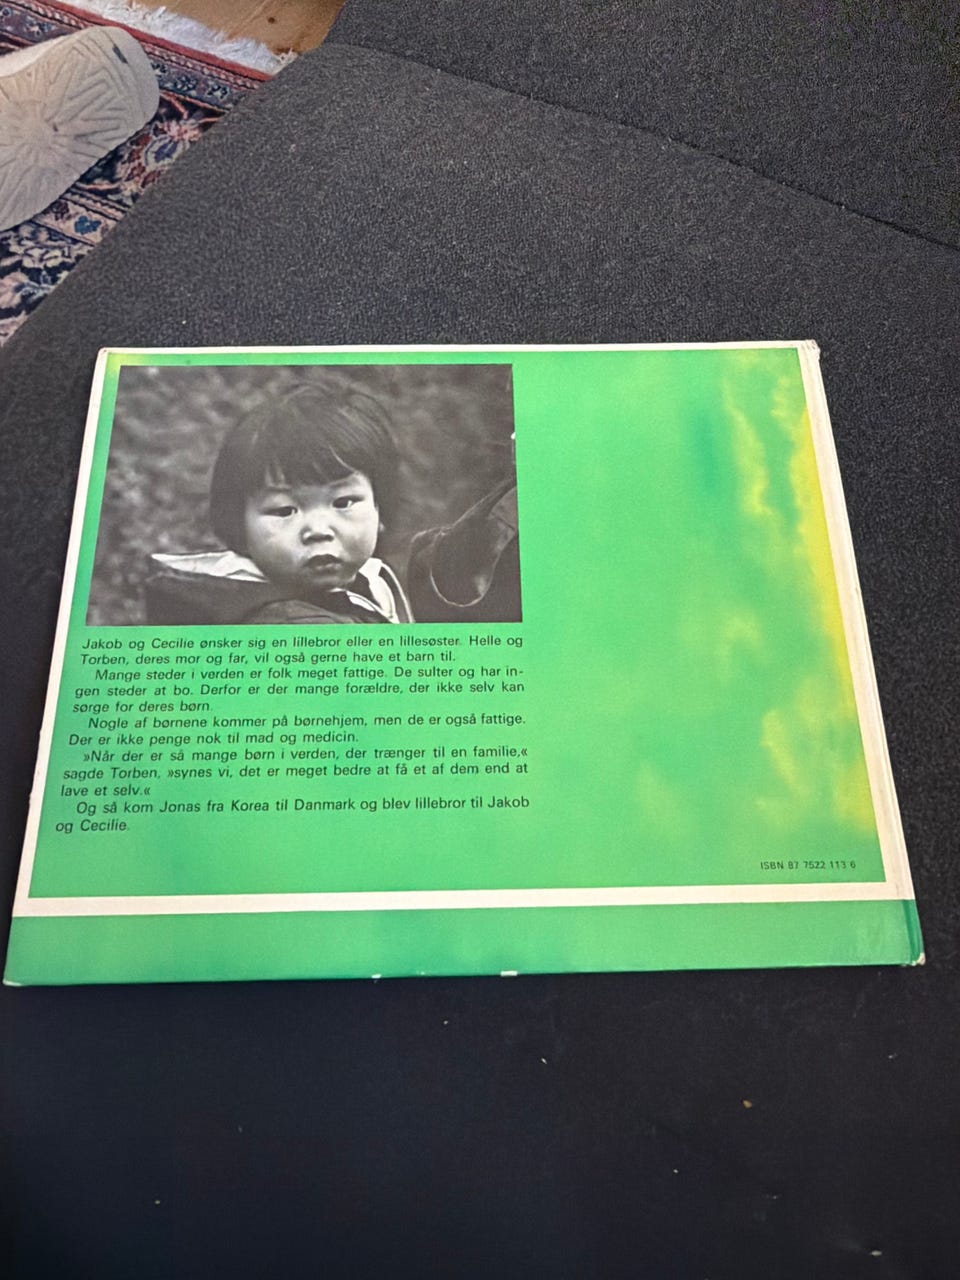 Jakob og Cecilie ønsker sig en lillebror eller en lillesøster. Helle og
Torben, deres mor og far, vil også gerne have et barn til.
Mange steder i verden er folk meget fattige. De sulter og har in-
gen steder at bo. Derfor er der mange forældre, der ikke selv kan
sørge for deres børn.
Nogle af børnene kommer på børnehjem, men de er også fattige.
Der er ikke penge nok til mad og medicin.
»Når der er så mange børn i verden, der trænger til en familie,«
sagde Torben, »synes vi, det er meget bedre at få et af dem end at
lave et selv.«
Og så kom Jonas fra Korea til Danmark og blev lillebror til Jakob
og Cecilie.
ISBN 87 7522 113 6